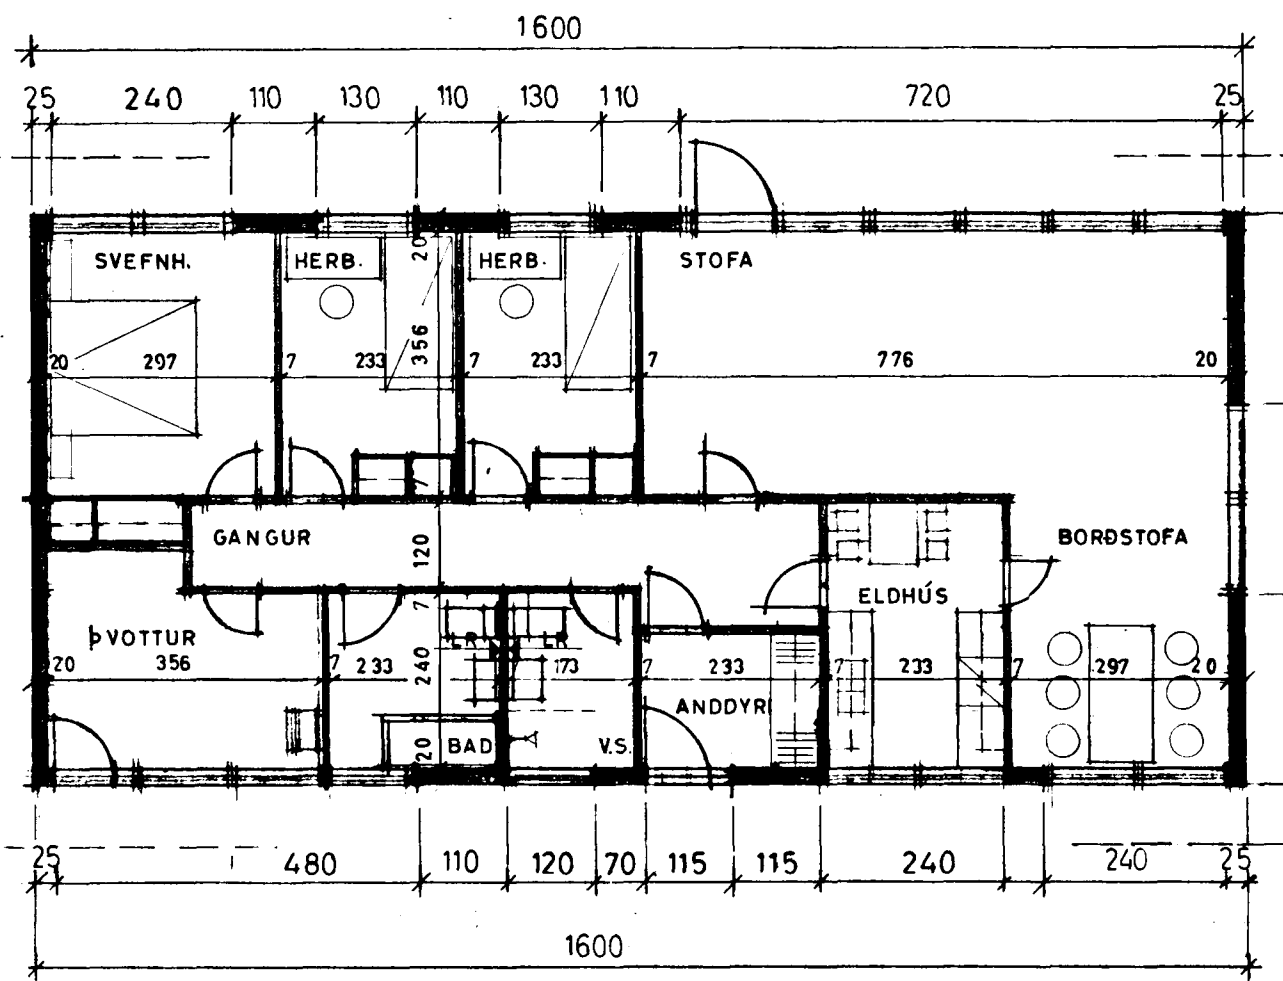 1600
25 240 110 130 110 130 110 720 25
SVEFNH. HERB. 20 HERB. STOFA
356
20 297 7 233 7 233 7 776 20
7
GANGUR 120 BORÐSTOFA
ELDHÚS
7
ÞVOTTUR LR LR
20 356 7 233 240 173 7 233 7 233 7 297 20
ANDDYRI
20 BAD V.S.
25 480 110 120 70 115 115 240 240 25
1600